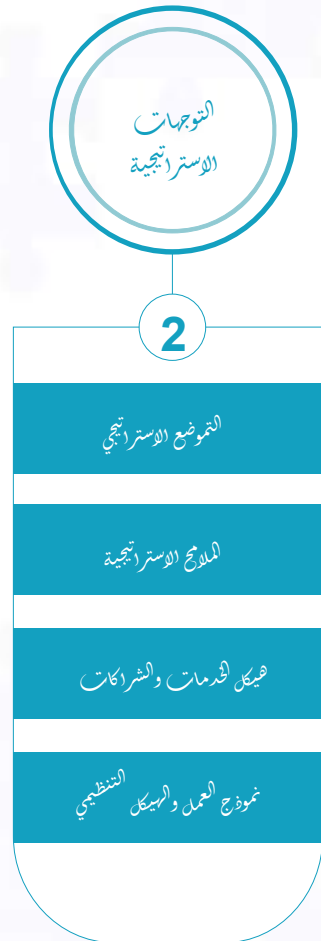 التوجهات
الاستراتيجية
2
التموضع الاستراتيجي
الملامح الاستراتيجية
هيكل الخدمات والشراكات
نموذج العمل والهيكل التنظيمي